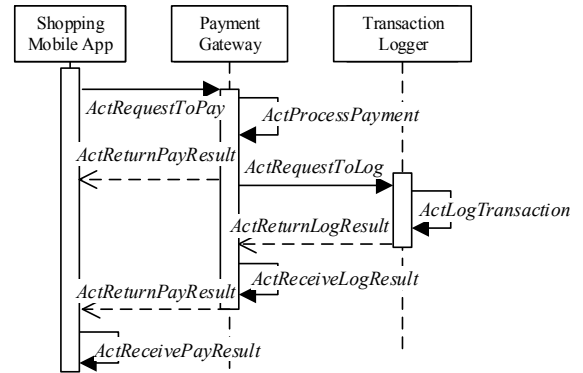 Shopping
Mobile App
Payment
Gateway
Transaction
Logger
ActRequestToPay
ActProcessPayment
ActReturnPayResult
ActRequestToLog
ActLogTransaction
ActReturnLogResult
ActReceiveLogResult
ActReturnPayResult
ActReceivePayResult